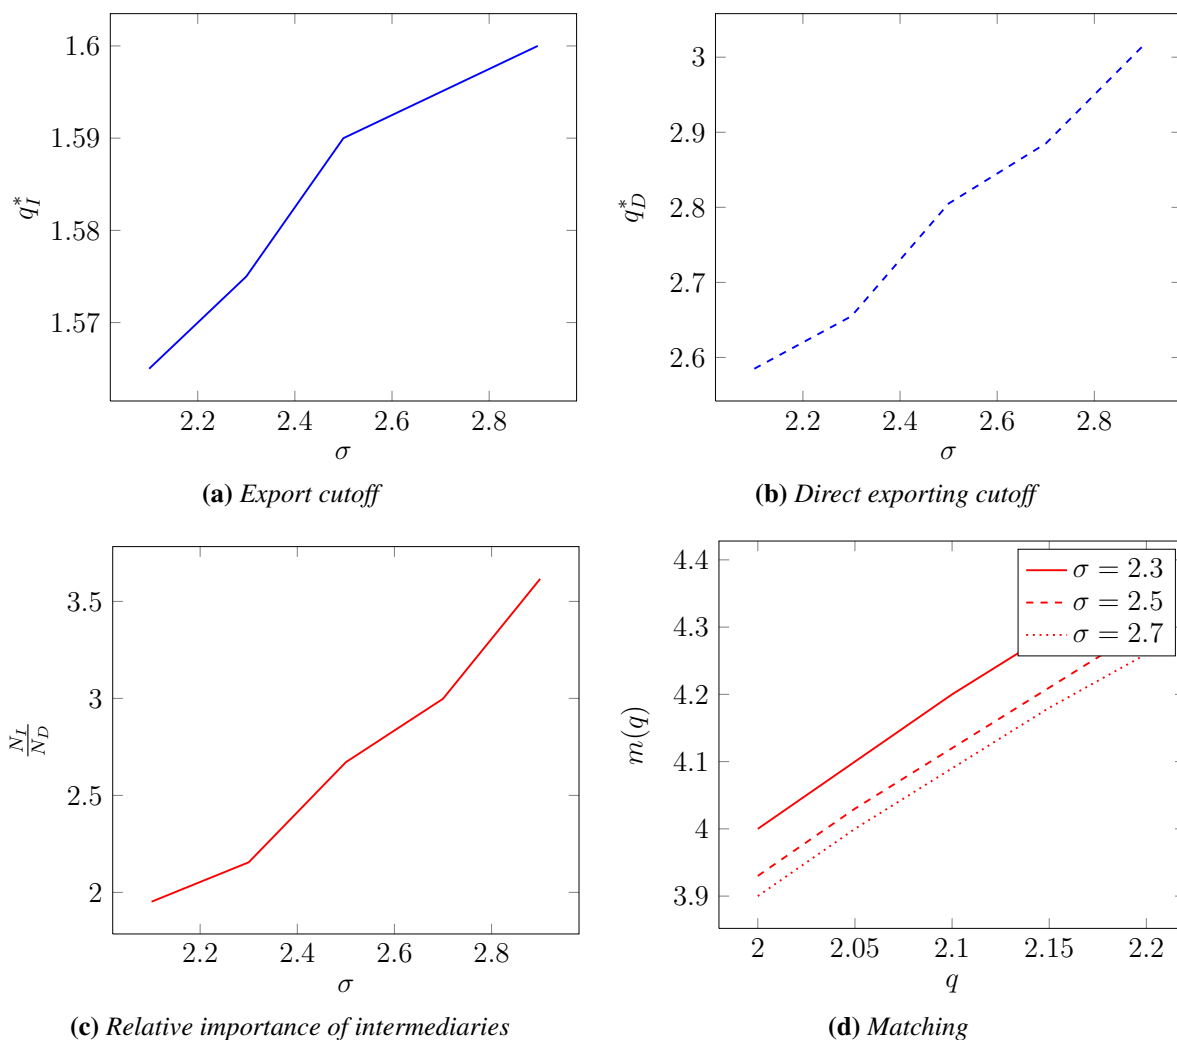 1.6
1.59
1.58
1.57
q*_I
2.2 2.4 2.6 2.8
σ
(a) Export cutoff
3
2.9
2.8
2.7
2.6
q*_D
2.2 2.4 2.6 2.8
σ
(b) Direct exporting cutoff
3.5
3
2.5
2
N_I
N_D
2.2 2.4 2.6 2.8
σ
(c) Relative importance of intermediaries
4.4
4.3
4.2
4.1
4
3.9
m(q)
σ = 2.3
σ = 2.5
σ = 2.7
2 2.05 2.1 2.15 2.2
q
(d) Matching